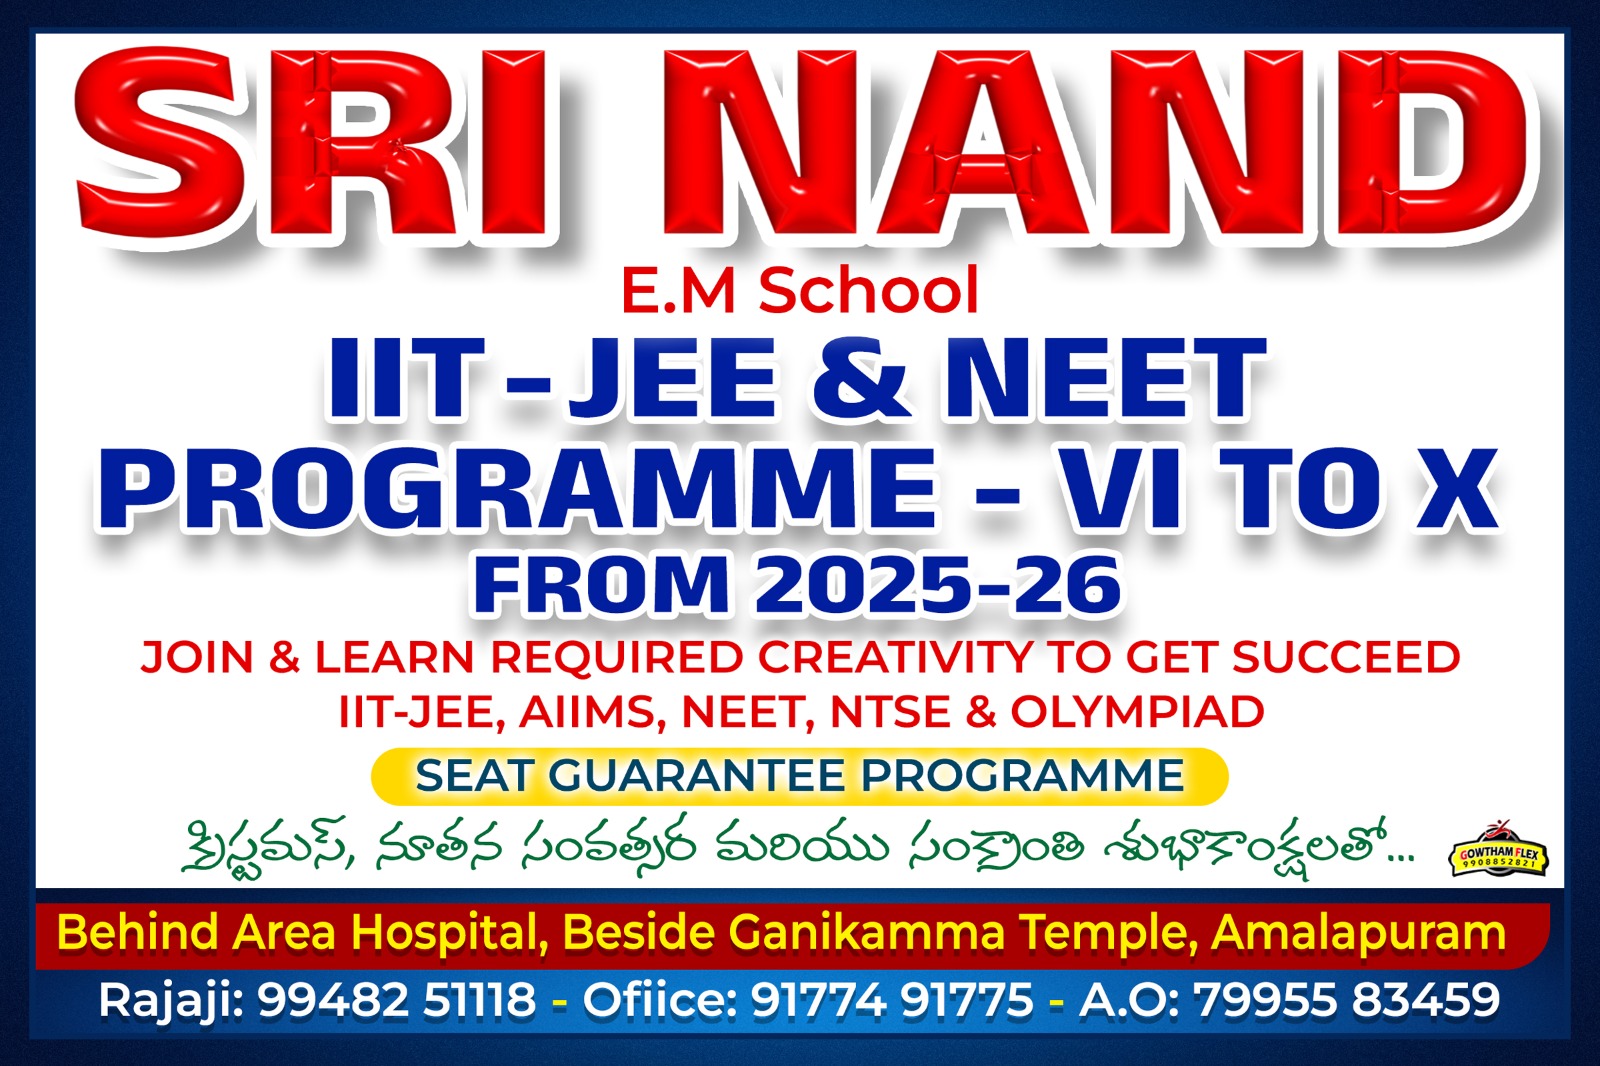 SRI NAND
E.M School
IIT - JEE & NEET
PROGRAMME - VI TO X
FROM 2025-26
JOIN & LEARN REQUIRED CREATIVITY TO GET SUCCEED
IIT-JEE, AIIMS, NEET, NTSE & OLYMPIAD
SEAT GUARANTEE PROGRAMME
క్రిస్టమస్, నూతన సంవత్సర మరియు సంక్రాంతి శుభాకాంక్షలతో...
GOWTHAM FLEX
9908852821
Behind Area Hospital, Beside Ganikamma Temple, Amalapuram
Rajaji: 99482 51118 - Ofiice: 91774 91775 - A.O: 79955 83459